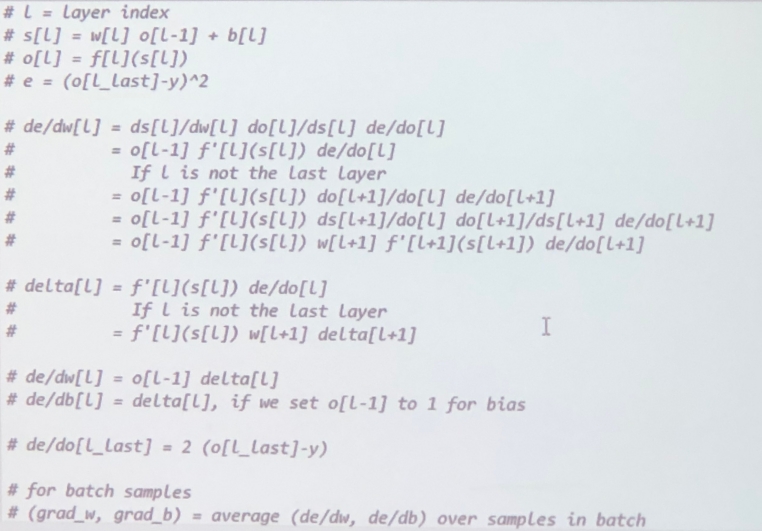 # l = layer index
# s[l] = w[l] o[l-1] + b[l]
# o[l] = f[l](s[l])
# e = (o[l_last]-y)^2
# de/dw[l] = ds[l]/dw[l] do[l]/ds[l] de/do[l]
# = o[l-1] f'[l](s[l]) de/do[l]
# If l is not the last layer
# = o[l-1] f'[l](s[l]) do[l+1]/do[l] de/do[l+1]
# = o[l-1] f'[l](s[l]) ds[l+1]/do[l] do[l+1]/ds[l+1] de/do[l+1]
# = o[l-1] f'[l](s[l]) w[l+1] f'[l+1](s[l+1]) de/do[l+1]
# delta[l] = f'[l](s[l]) de/do[l]
# If l is not the last layer
# = f'[l](s[l]) w[l+1] delta[l+1]
# de/dw[l] = o[l-1] delta[l]
# de/db[l] = delta[l], if we set o[l-1] to 1 for bias
# de/do[l_last] = 2 (o[l_last]-y)
# for batch samples
# (grad_w, grad_b) = average (de/dw, de/db) over samples in batch